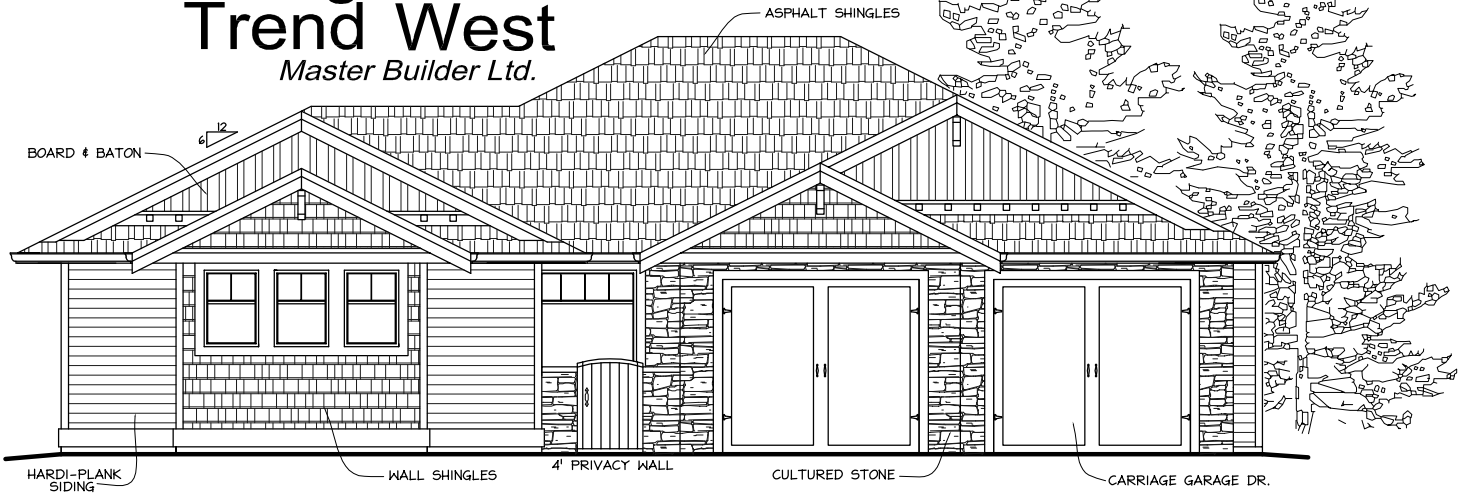 Trend West
Master Builder Ltd.
ASPHALT SHINGLES
12
6
BOARD & BATON
HARDI-PLANK
SIDING
WALL SHINGLES
4' PRIVACY WALL
CULTURED STONE
CARRIAGE GARAGE DR.